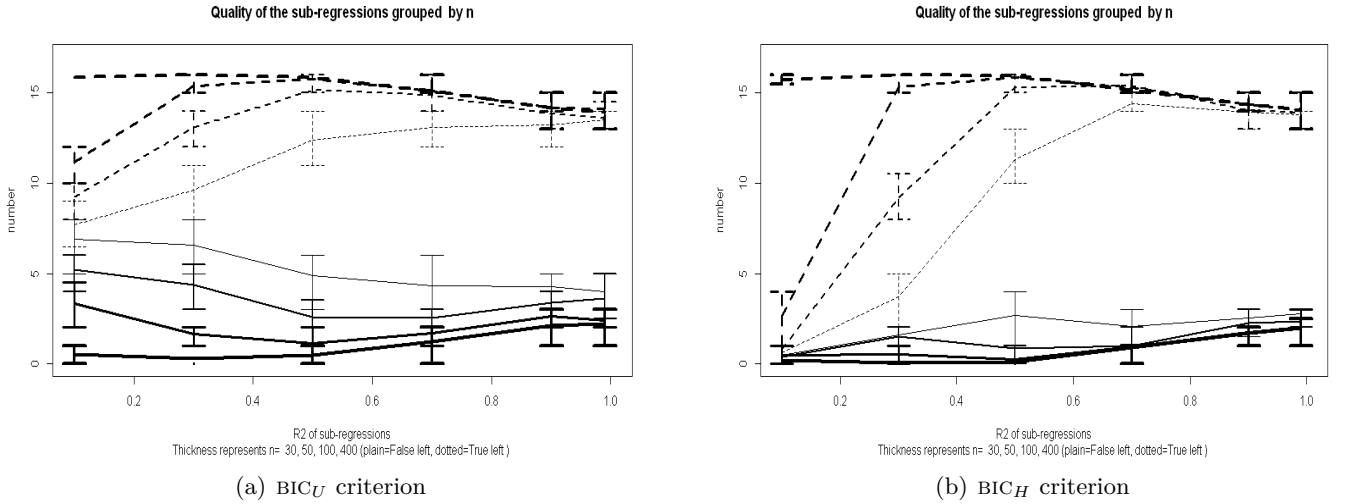 Quality of the sub-regressions grouped by n
number
15
10
5
0
0.2 0.4 0.6 0.8 1.0
R2 of sub-regressions
Thickness represents n= 30, 50, 100, 400 (plain=False left, dotted=True left )
(a) BICU criterion
Quality of the sub-regressions grouped by n
number
15
10
5
0
0.2 0.4 0.6 0.8 1.0
R2 of sub-regressions
Thickness represents n= 30, 50, 100, 400 (plain=False left, dotted=True left )
(b) BICH criterion